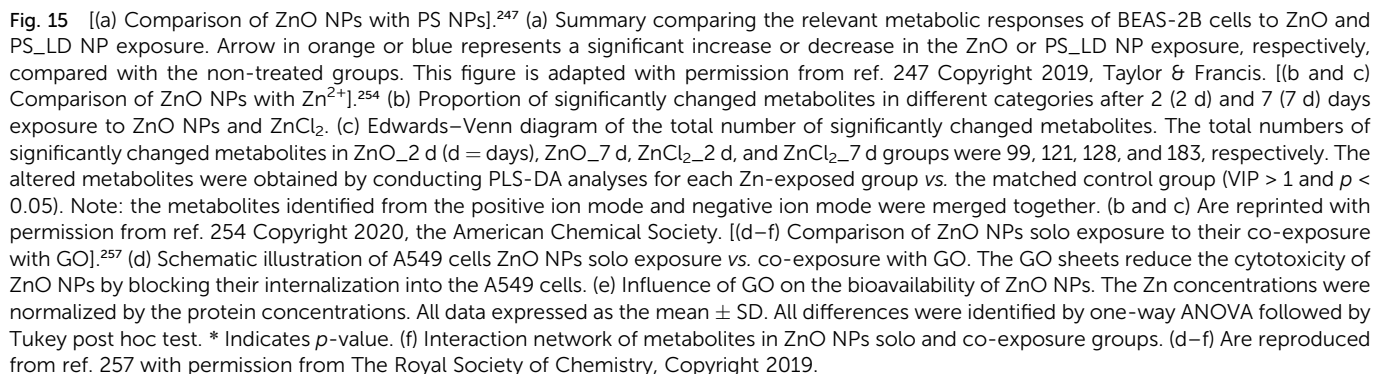 Fig. 15 [(a) Comparison of ZnO NPs with PS NPs].²⁴⁷ (a) Summary comparing the relevant metabolic responses of BEAS-2B cells to ZnO and
PS_LD NP exposure. Arrow in orange or blue represents a significant increase or decrease in the ZnO or PS_LD NP exposure, respectively,
compared with the non-treated groups. This figure is adapted with permission from ref. 247 Copyright 2019, Taylor & Francis. [(b and c)
Comparison of ZnO NPs with Zn²⁺].²⁵⁴ (b) Proportion of significantly changed metabolites in different categories after 2 (2 d) and 7 (7 d) days
exposure to ZnO NPs and ZnCl₂. (c) Edwards–Venn diagram of the total number of significantly changed metabolites. The total numbers of
significantly changed metabolites in ZnO_2 d (d = days), ZnO_7 d, ZnCl₂_2 d, and ZnCl₂_7 d groups were 99, 121, 128, and 183, respectively. The
altered metabolites were obtained by conducting PLS-DA analyses for each Zn-exposed group vs. the matched control group (VIP > 1 and p <
0.05). Note: the metabolites identified from the positive ion mode and negative ion mode were merged together. (b and c) Are reprinted with
permission from ref. 254 Copyright 2020, the American Chemical Society. [(d–f) Comparison of ZnO NPs solo exposure to their co-exposure
with GO].²⁵⁷ (d) Schematic illustration of A549 cells ZnO NPs solo exposure vs. co-exposure with GO. The GO sheets reduce the cytotoxicity of
ZnO NPs by blocking their internalization into the A549 cells. (e) Influence of GO on the bioavailability of ZnO NPs. The Zn concentrations were
normalized by the protein concentrations. All data expressed as the mean ± SD. All differences were identified by one-way ANOVA followed by
Tukey post hoc test. * Indicates p-value. (f) Interaction network of metabolites in ZnO NPs solo and co-exposure groups. (d–f) Are reproduced
from ref. 257 with permission from The Royal Society of Chemistry, Copyright 2019.